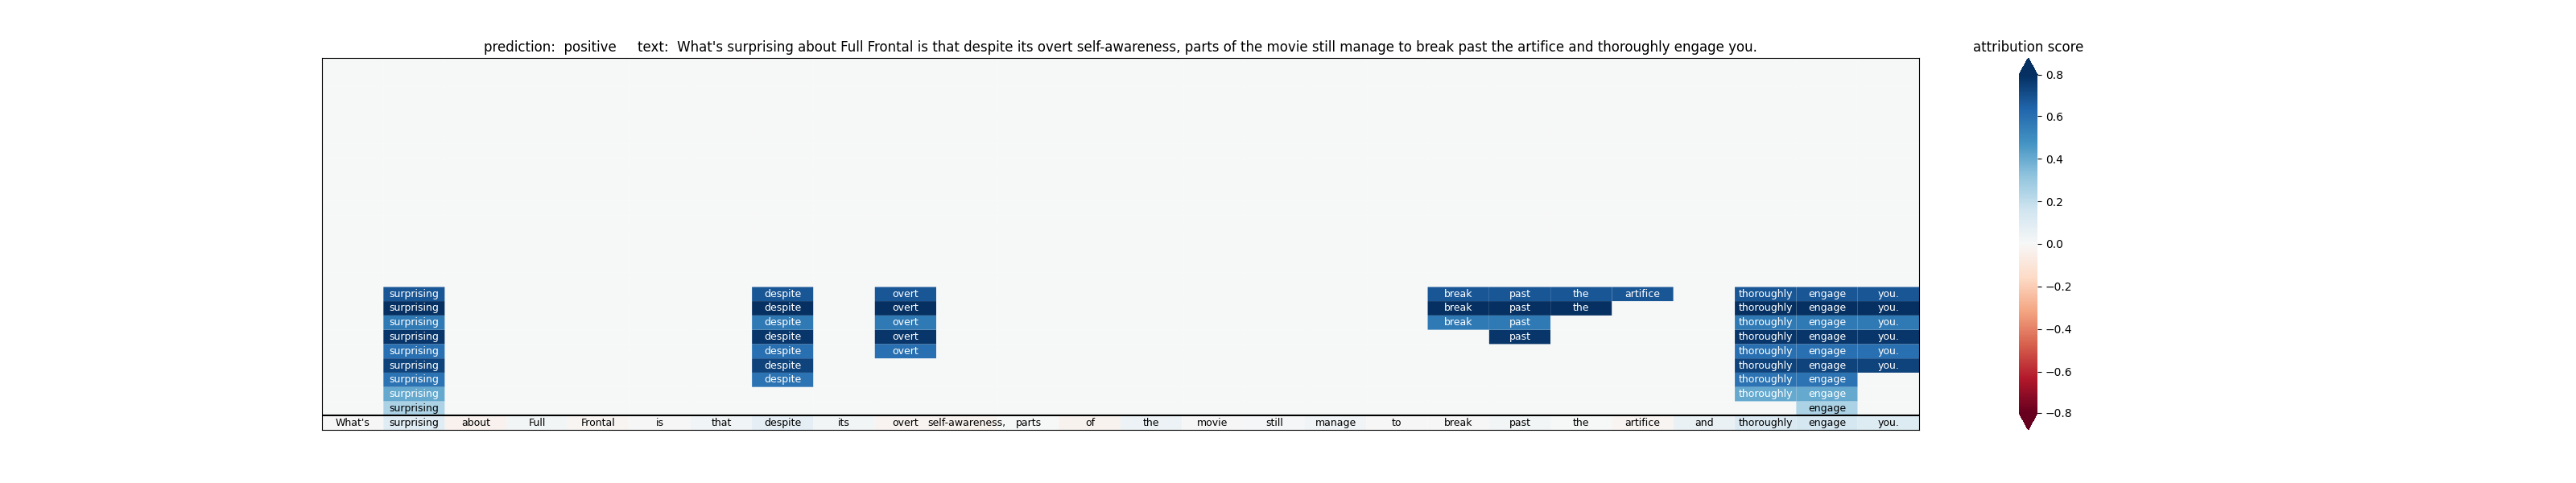 prediction:  positive     text:  What's surprising about Full Frontal is that despite its overt self-awareness, parts of the movie still manage to break past the artifice and thoroughly engage you.
attribution score
surprising despite overt break past the artifice thoroughly engage you.
surprising despite overt break past the thoroughly engage you.
surprising despite overt break past thoroughly engage you.
surprising despite overt past thoroughly engage you.
surprising despite overt thoroughly engage you.
surprising despite thoroughly engage you.
surprising despite thoroughly engage
surprising thoroughly engage
surprising engage
What's surprising about Full Frontal is that despite its overt self-awareness, parts of the movie still manage to break past the artifice and thoroughly engage you.
0.8
0.6
0.4
0.2
0.0
−0.2
−0.4
−0.6
−0.8